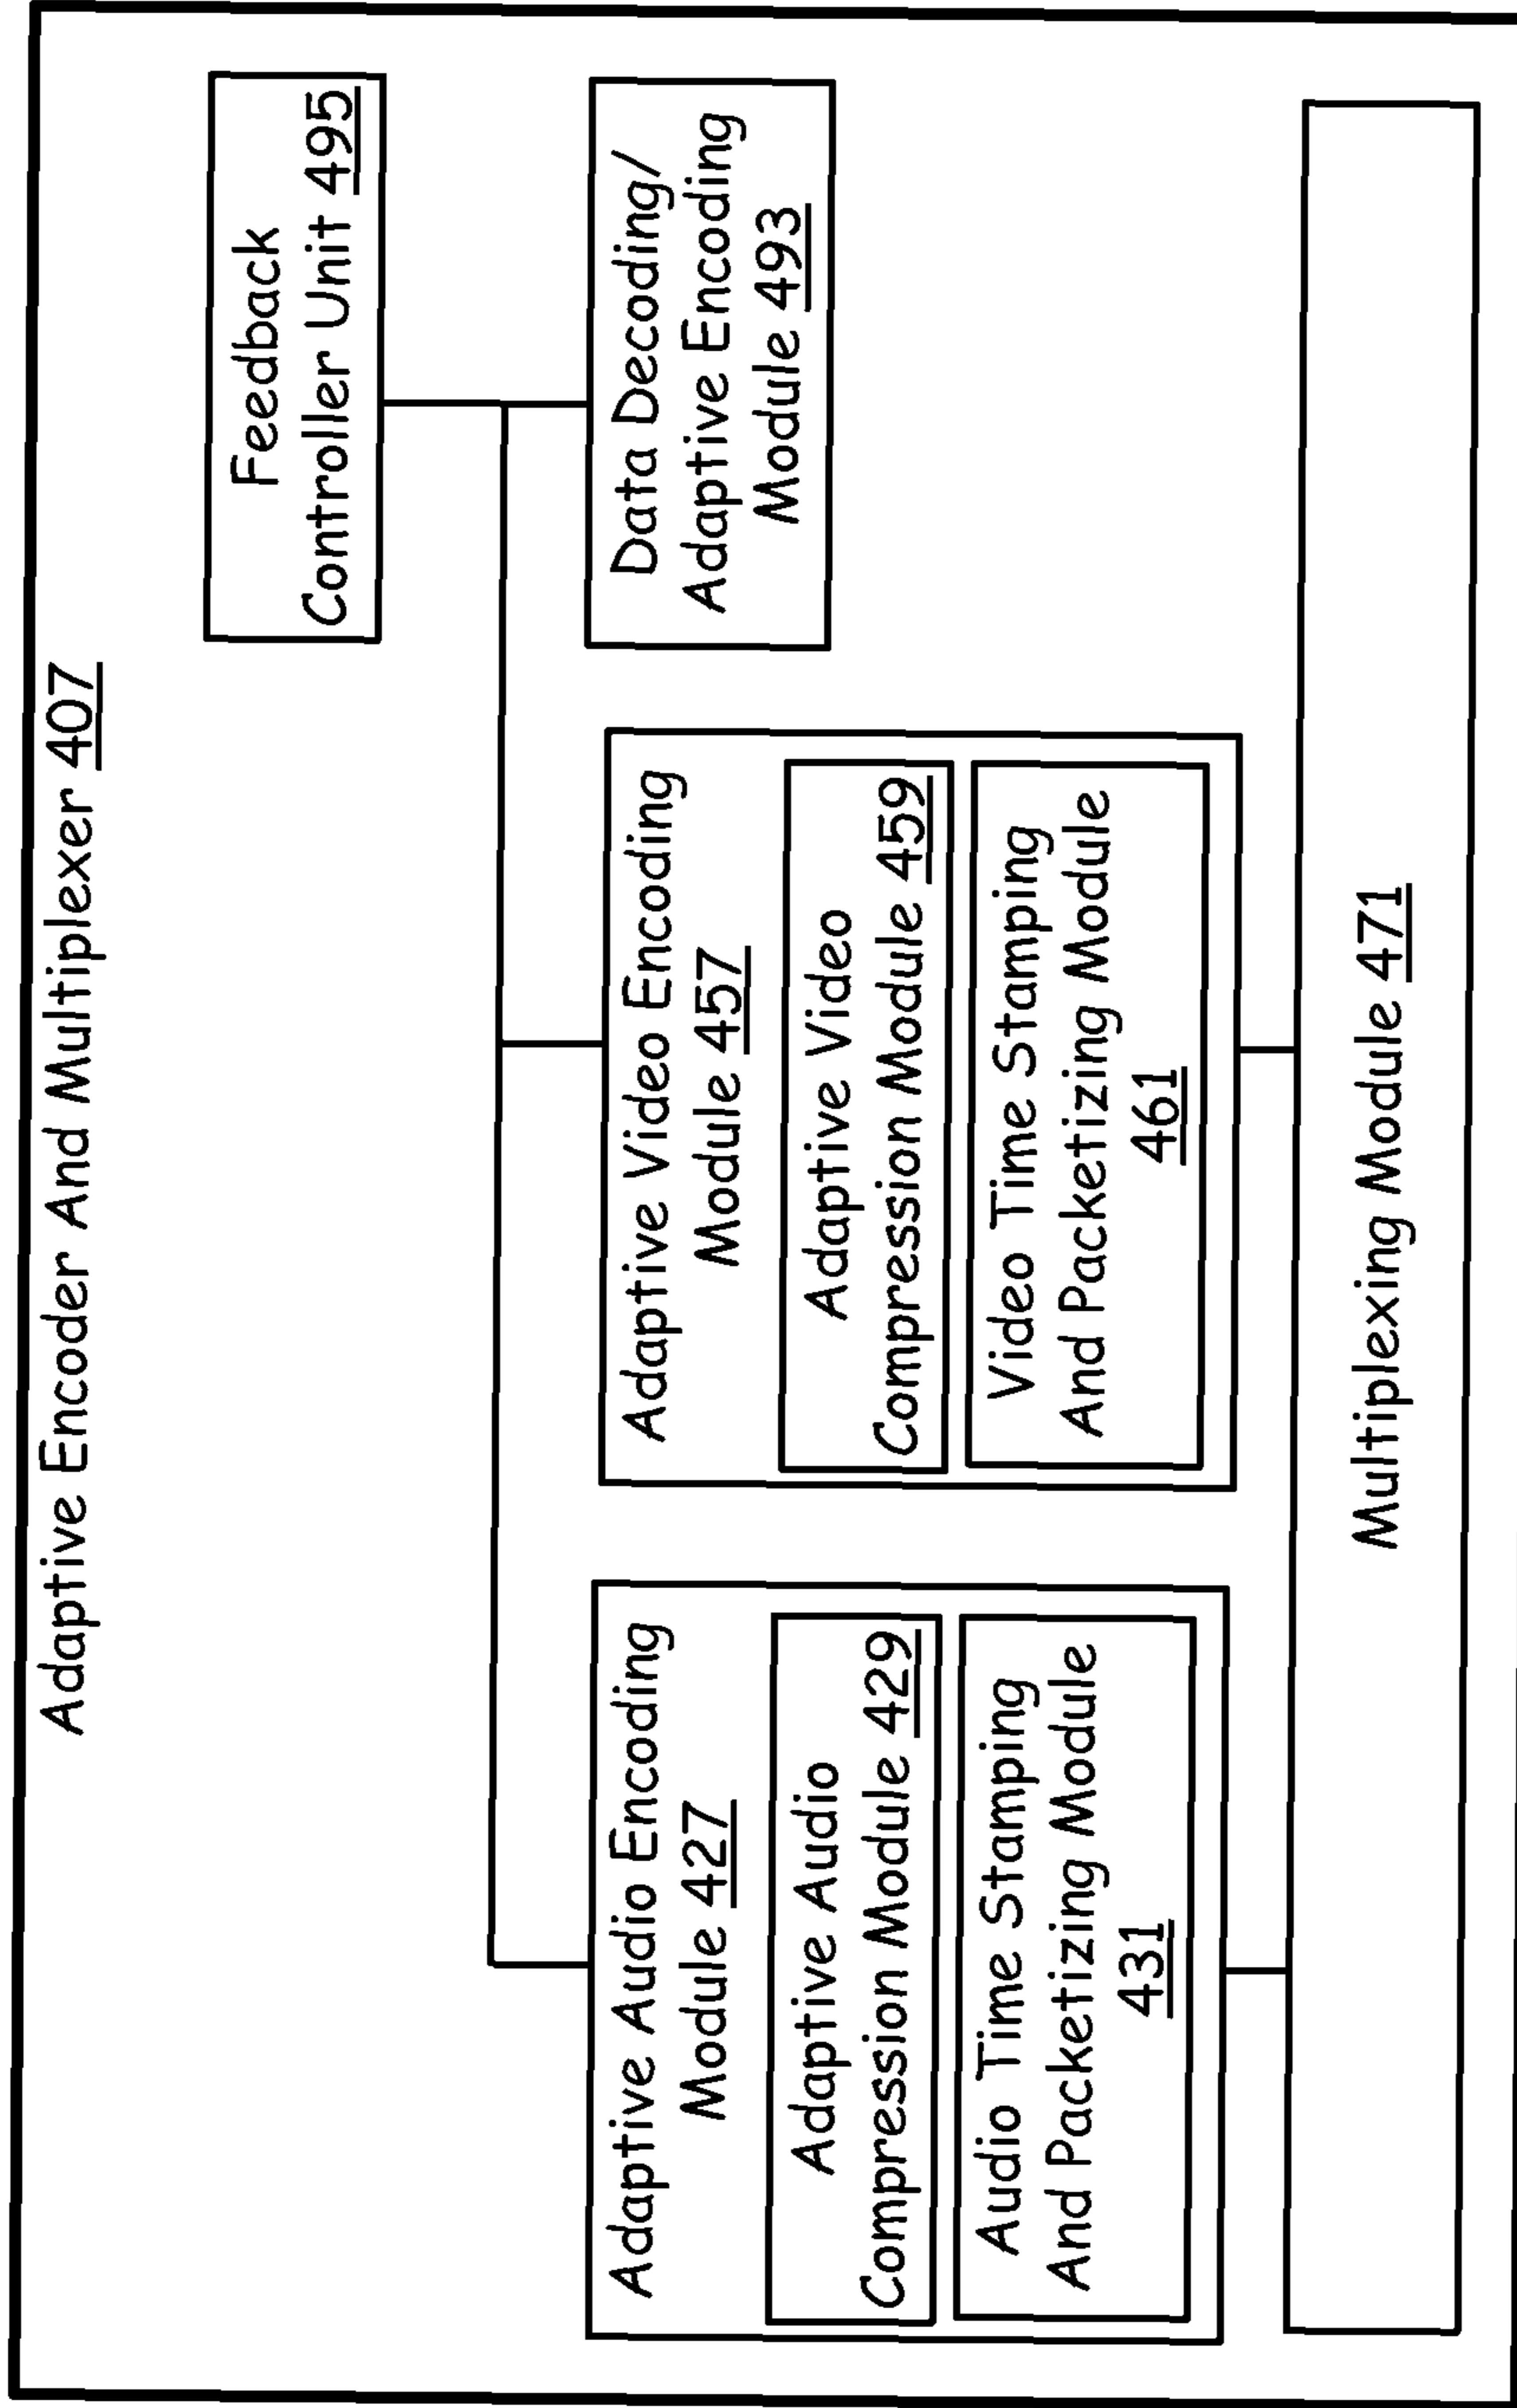 Adaptive Encoder And Multiplexer 407
Feedback
Controller Unit 495
Adaptive Audio Encoding
Module 427
Adaptive Audio
Compression Module 429
Audio Time Stamping
And Packetizing Module
431
Adaptive Video Encoding
Module 457
Adaptive Video
Compression Module 459
Video Time Stamping
And Packetizing Module
461
Data Decoding/
Adaptive Encoding
Module 493
Multiplexing Module 471